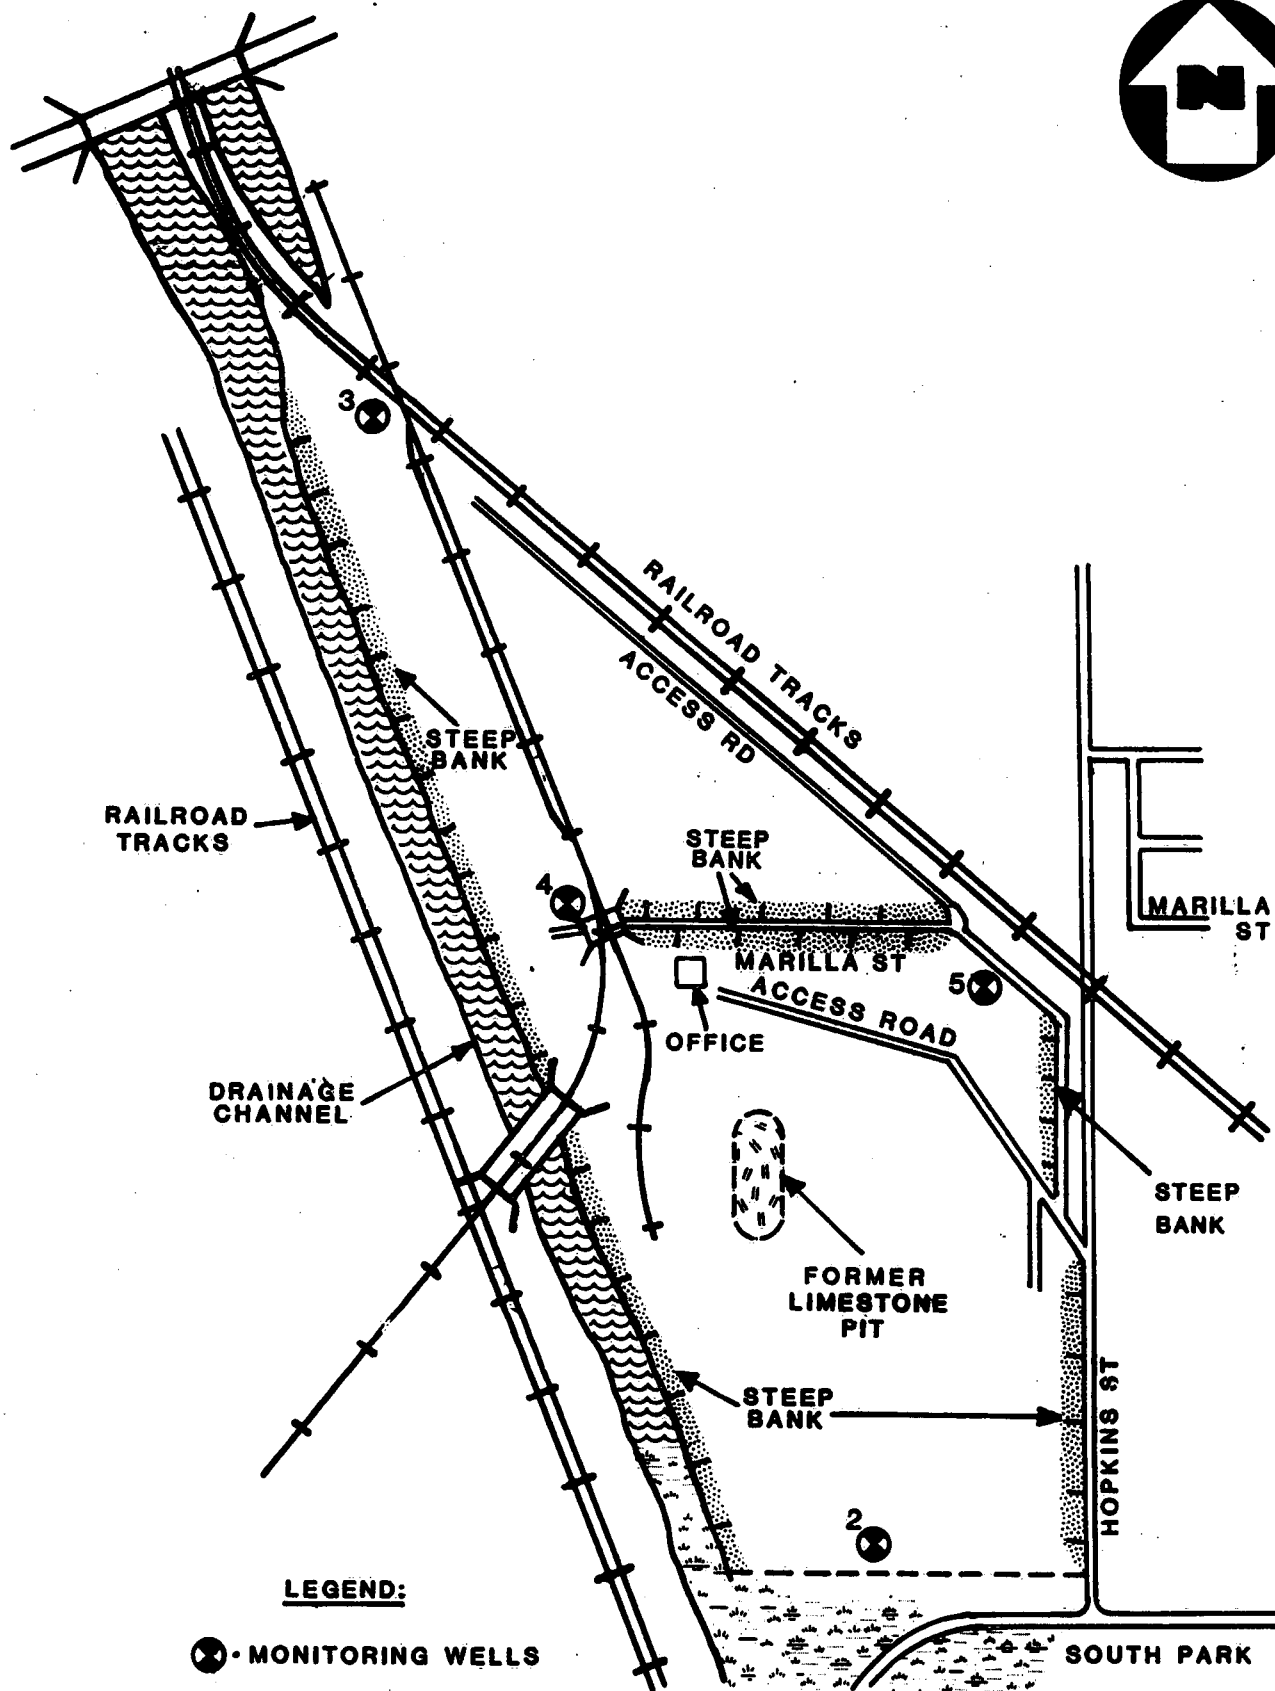 N
3
RAILROAD TRACKS
ACCESS RD
STEEP
BANK
RAILROAD
TRACKS
STEEP
BANK
4
MARILLA
ST
MARILLA ST
5
ACCESS ROAD
OFFICE
DRAINAGE
CHANNEL
STEEP
BANK
FORMER
LIMESTONE
PIT
STEEP
BANK
HOPKINS ST
2
LEGEND:
• MONITORING WELLS
SOUTH PARK